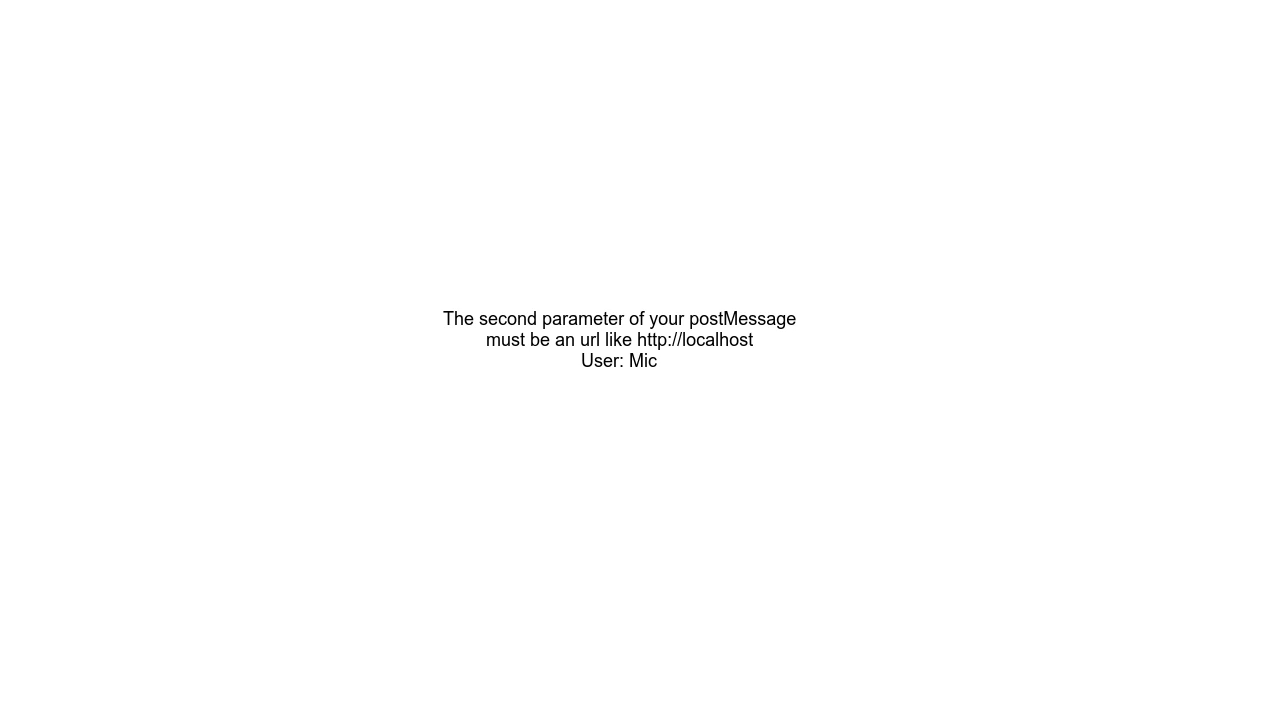 The second parameter of your postMessage
must be an url like http://localhost
User: Mic